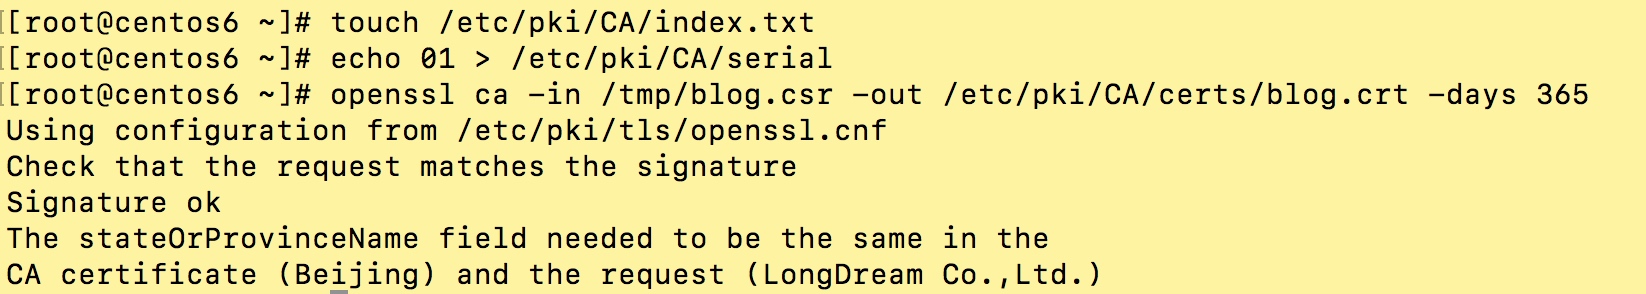 [[root@centos6 ~]# touch /etc/pki/CA/index.txt
[[root@centos6 ~]# echo 01 > /etc/pki/CA/serial
[[root@centos6 ~]# openssl ca -in /tmp/blog.csr -out /etc/pki/CA/certs/blog.crt -days 365
Using configuration from /etc/pki/tls/openssl.cnf
Check that the request matches the signature
Signature ok
The stateOrProvinceName field needed to be the same in the
CA certificate (Beijing) and the request (LongDream Co.,Ltd.)